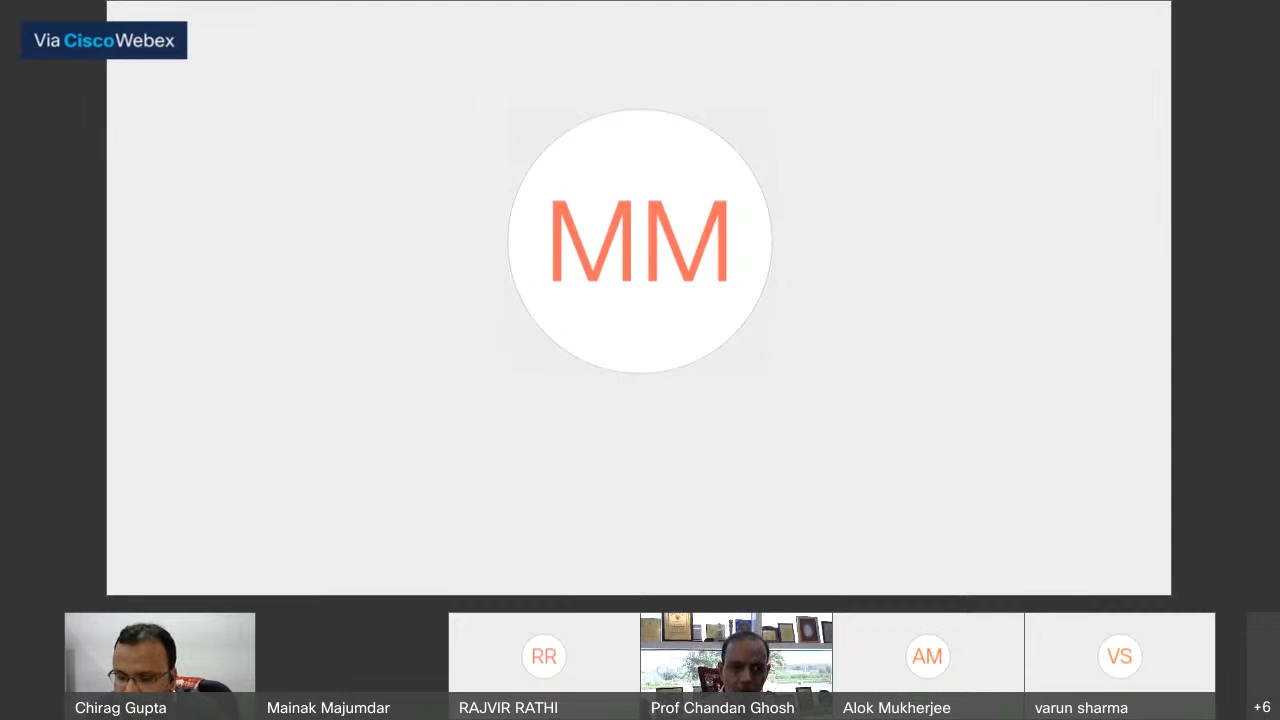 Via CiscoWebex
MM
RR
AM
VS
Chirag Gupta
Mainak Majumdar
RAJVIR RATHI
Prof Chandan Ghosh
Alok Mukherjee
varun sharma
+6